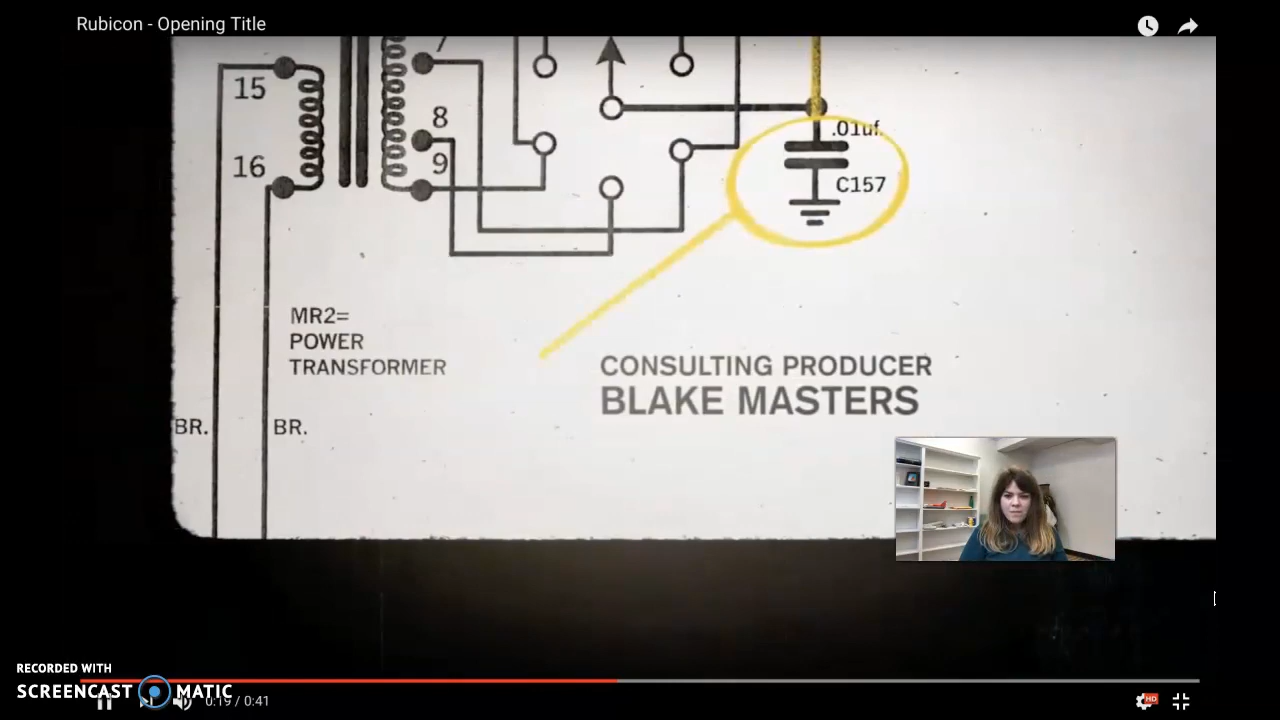 Rubicon - Opening Title
7
15
8
.01uf.
16
9
C157
MR2=
POWER
TRANSFORMER
CONSULTING PRODUCER
BLAKE MASTERS
BR.
BR.
RECORDED WITH
SCREENCAST MATIC
0:19 / 0:41
HD